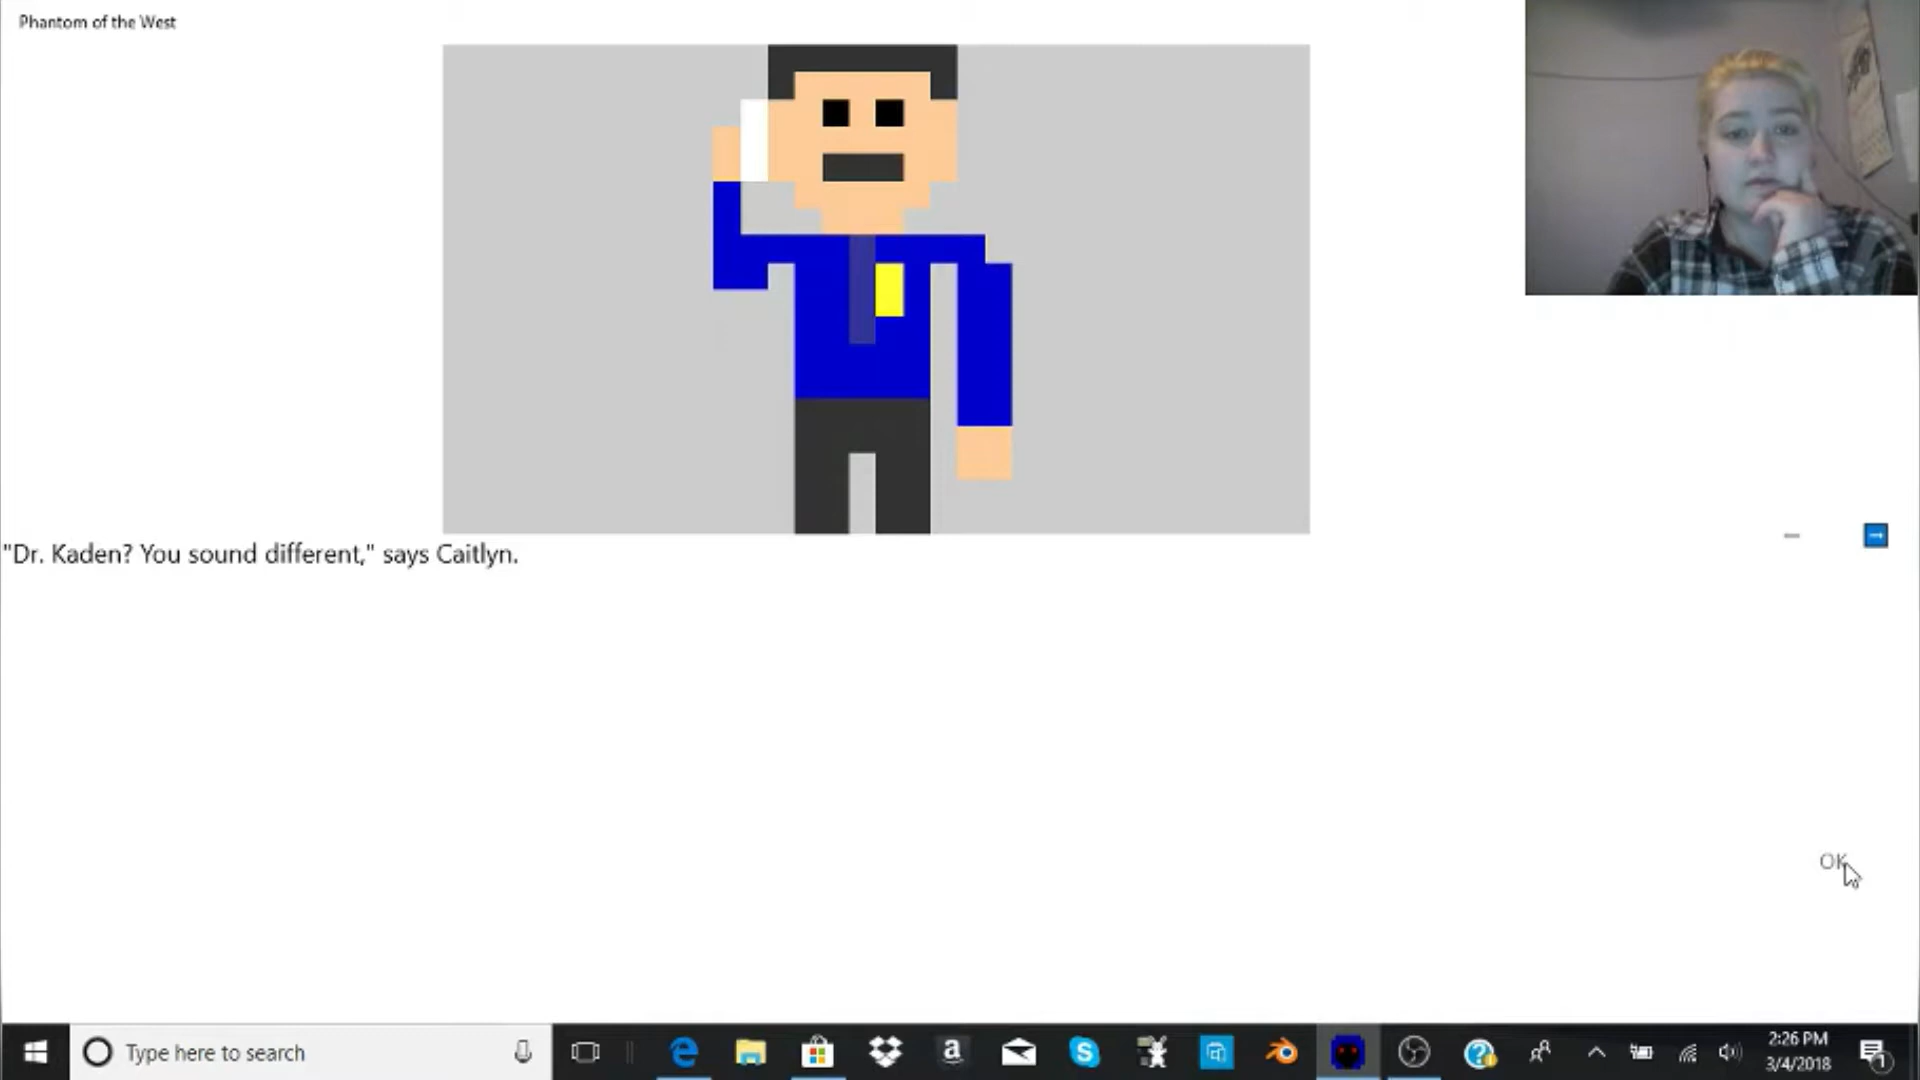 Phantom of the West
"Dr. Kaden? You sound different," says Caitlyn.
OK
Type here to search
2:26 PM
3/4/2018
1